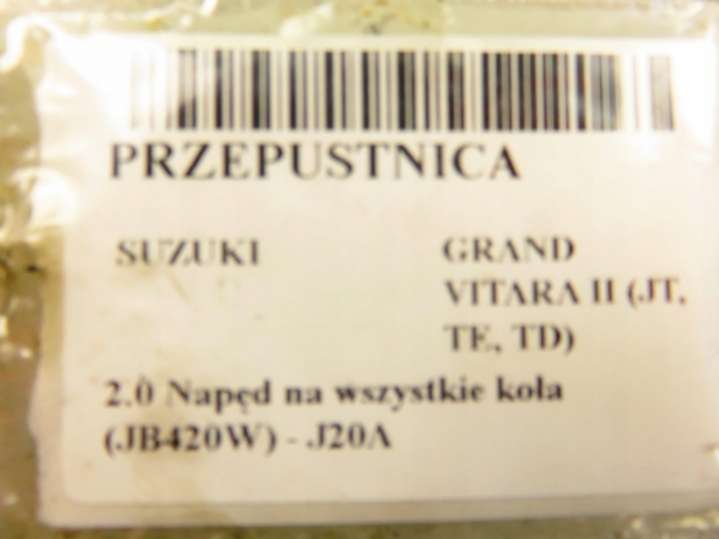 PRZEPUSTNICA
SUZUKI
GRAND
VITARA II (JT,
TE, TD)
2.0 Napęd na wszystkie koła
(JB420W) - J20A